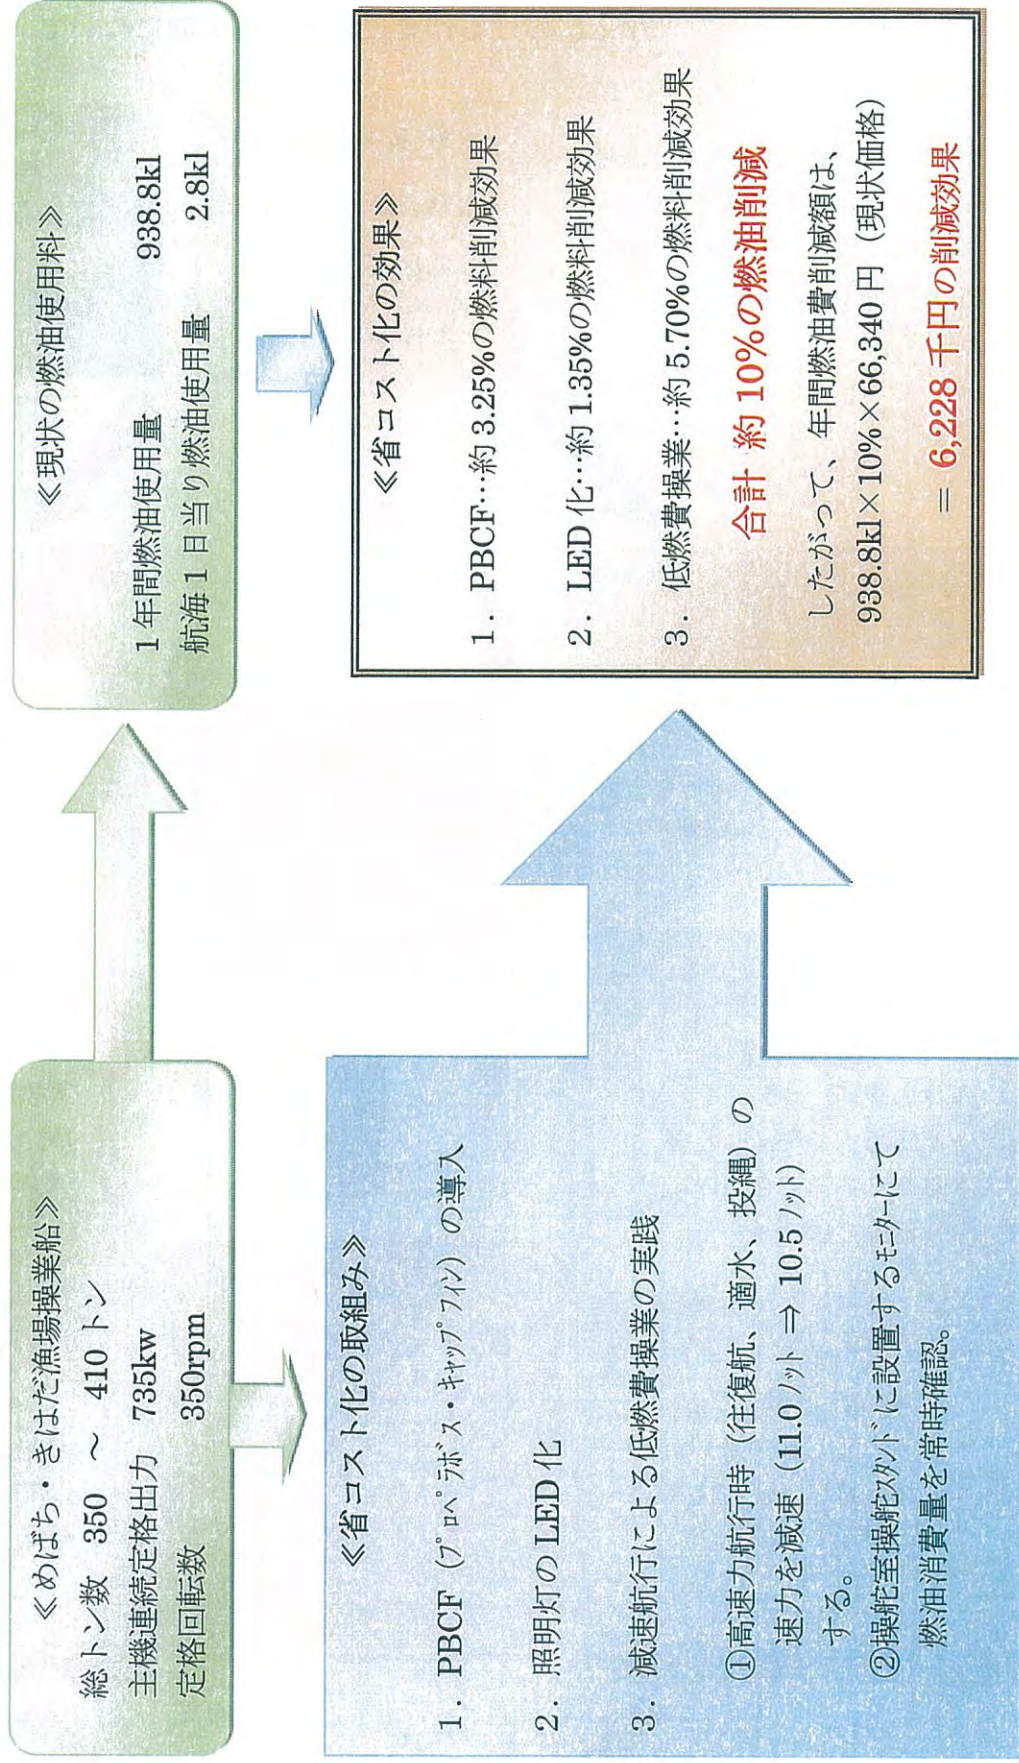 ≪めばち・きはだ漁場操業船≫
総トン数　350　～　410トン
主機連続定格出力　735kw
定格回転数　350rpm
≪現状の燃油使用料≫
1年間燃油使用量　938.8kl
航海1日当り燃油使用量　2.8kl
≪省コスト化の取組み≫
1．PBCF（ﾌﾟﾛﾍﾟﾗﾎﾞｽ・ｷｬｯﾌﾟﾌｨﾝ）の導入
2．照明灯のLED化
3．減速航行による低燃費操業の実践
①高速力航行時（往復航、適水、投縄）の
速力を減速（11.0ﾉｯﾄ ⇒ 10.5ﾉｯﾄ）
する。
②操舵室操舵ｽﾀﾝﾄﾞに設置するﾓﾆﾀｰにて
燃油消費量を常時確認。
≪省コスト化の効果≫
1．PBCF…約3.25%の燃料削減効果
2．LED化…約1.35%の燃料削減効果
3．低燃費操業…約5.70%の燃料削減効果
合計 約10%の燃油削減
したがって、年間燃油費削減額は、
938.8kl×10%×66,340円（現状価格）
＝ 6,228千円の削減効果